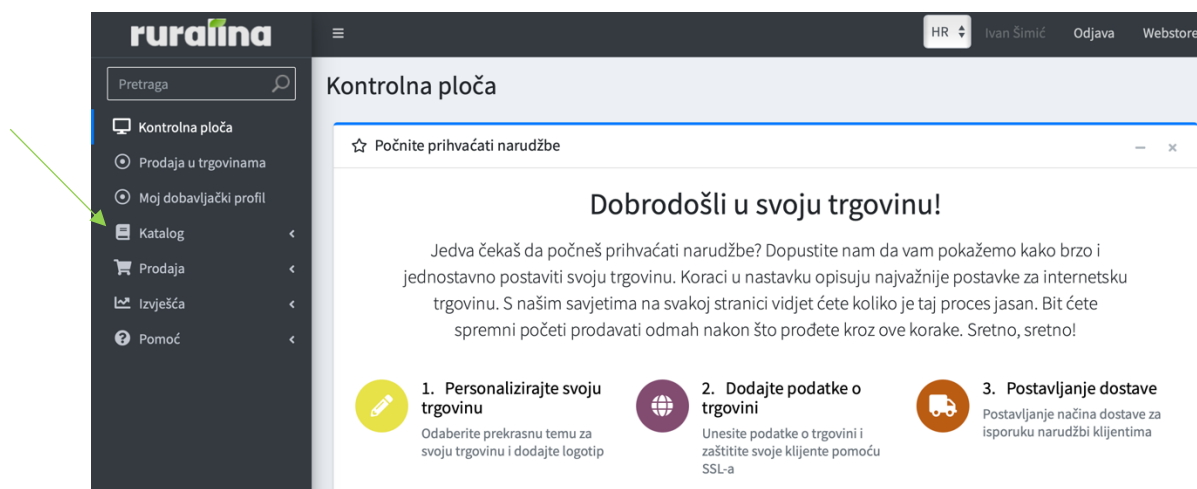 ruralina
HR
Ivan Šimić
Odjava
Webstore
Pretraga
Kontrolna ploča
Prodaja u trgovinama
Moj dobavljački profil
Katalog
Prodaja
Izvješća
Pomoć
Kontrolna ploča
Počnite prihvaćati narudžbe
Dobrodošli u svoju trgovinu!
Jedva čekaš da počneš prihvaćati narudžbe? Dopustite nam da vam pokažemo kako brzo i
jednostavno postaviti svoju trgovinu. Koraci u nastavku opisuju najvažnije postavke za internetsku
trgovinu. S našim savjetima na svakoj stranici vidjet ćete koliko je taj proces jasan. Bit ćete
spremni početi prodavati odmah nakon što prođete kroz ove korake. Sretno, sretno!
1. Personalizirajte svoju
trgovinu
Odaberite prekrasnu temu za
svoju trgovinu i dodajte logotip
2. Dodajte podatke o
trgovini
Unesite podatke o trgovini i
zaštitite svoje klijente pomoću
SSL-a
3. Postavljanje dostave
Postavljanje načina dostave za
isporuku narudžbi klijentima